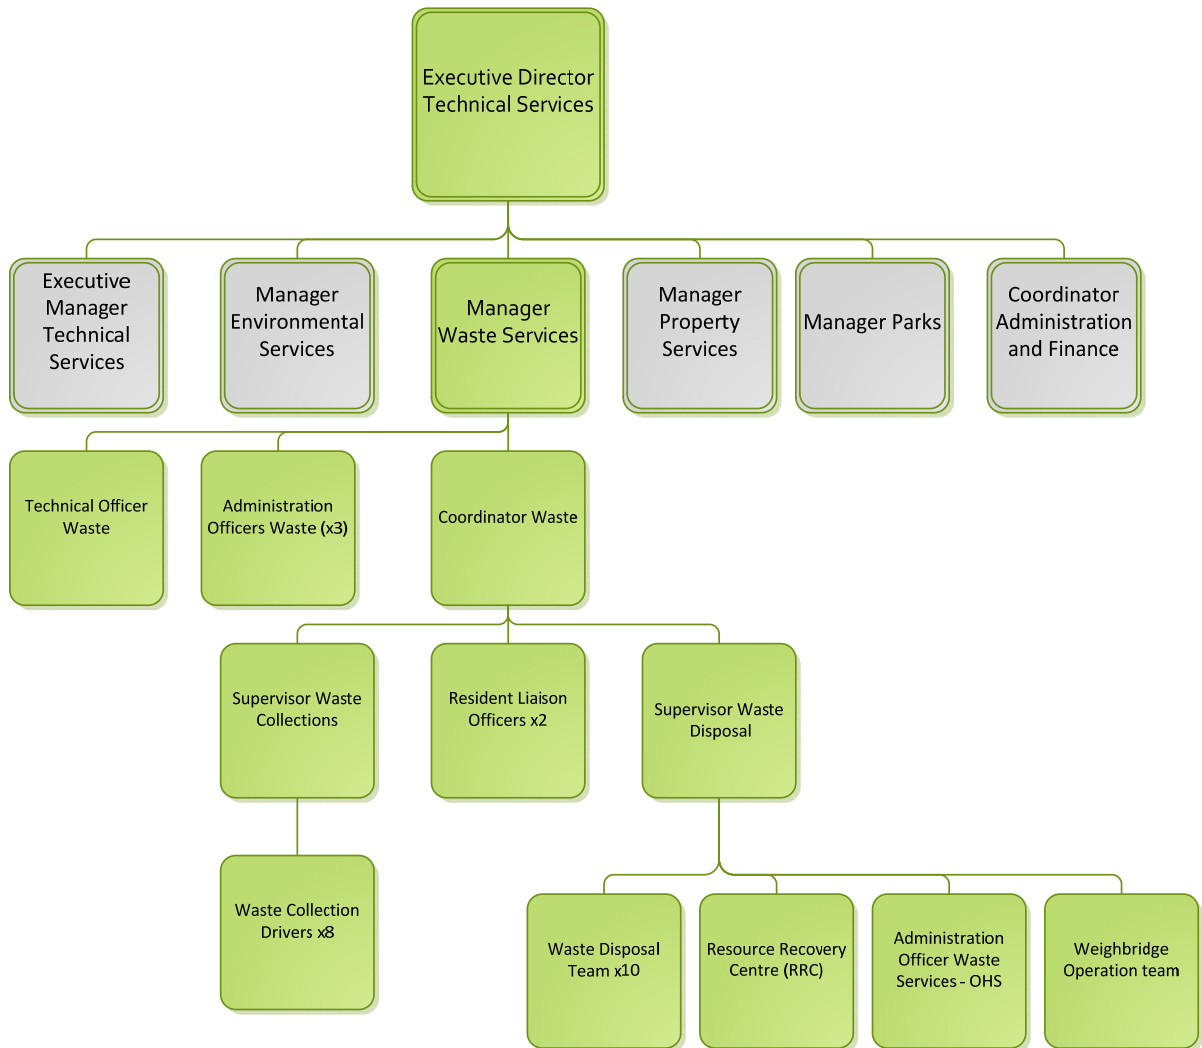 Executive Director
Technical Services
Executive
Manager
Technical
Services
Manager
Environmental
Services
Manager
Waste Services
Manager
Property
Services
Manager Parks
Coordinator
Administration
and Finance
Technical Officer
Waste
Administration
Officers Waste (x3)
Coordinator Waste
Supervisor Waste
Collections
Resident Liaison
Officers x2
Supervisor Waste
Disposal
Waste Collection
Drivers x8
Waste Disposal
Team x10
Resource Recovery
Centre (RRC)
Administration
Officer Waste
Services - OHS
Weighbridge
Operation team